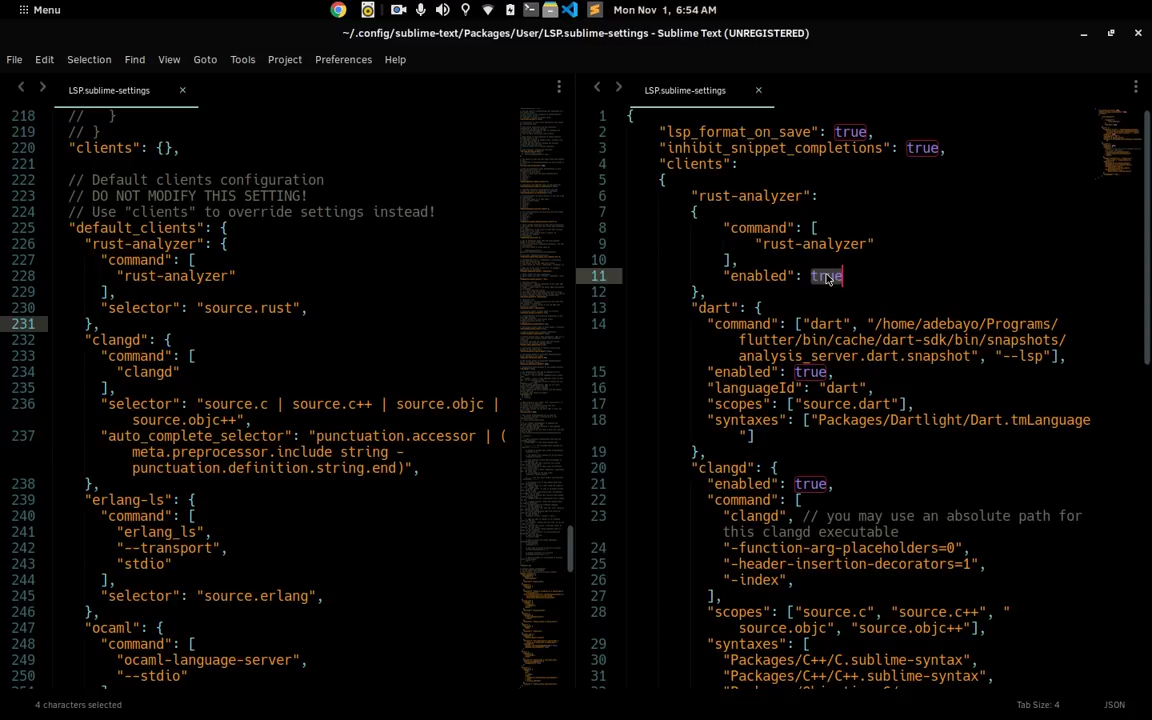 Menu
Mon Nov 1, 6:54 AM
~/.config/sublime-text/Packages/User/LSP.sublime-settings - Sublime Text (UNREGISTERED)
File Edit Selection Find View Goto Tools Project Preferences Help
LSP.sublime-settings
218 //   }
219 // }
220 "clients": {},
221
222 // Default clients configuration
223 // DO NOT MODIFY THIS SETTING!
224 // Use "clients" to override settings instead!
225 "default_clients": {
226 "rust-analyzer": {
227 "command": [
228 "rust-analyzer"
229 ],
230 "selector": "source.rust",
231 },
232 "clangd": {
233 "command": [
234 "clangd"
235 ],
236 "selector": "source.c | source.c++ | source.objc |
source.objc++",
237 "auto_complete_selector": "punctuation.accessor | (
meta.preprocessor.include string -
punctuation.definition.string.end)",
238 },
239 "erlang-ls": {
240 "command": [
241 "erlang_ls",
242 "--transport",
243 "stdio"
244 ],
245 "selector": "source.erlang",
246 },
247 "ocaml": {
248 "command": [
249 "ocaml-language-server",
250 "--stdio"
LSP.sublime-settings
1 {
2 "lsp_format_on_save": true,
3 "inhibit_snippet_completions": true,
4 "clients":
5 {
6 "rust-analyzer":
7 {
8 "command": [
9 "rust-analyzer"
10 ],
11 "enabled": true
12 },
13 "dart": {
14 "command": ["dart", "/home/adebayo/Programs/
flutter/bin/cache/dart-sdk/bin/snapshots/
analysis_server.dart.snapshot", "--lsp"],
15 "enabled": true,
16 "languageId": "dart",
17 "scopes": ["source.dart"],
18 "syntaxes": ["Packages/Dartlight/Dart.tmLanguage
"]
19 },
20 "clangd": {
21 "enabled": true,
22 "command": [
23 "clangd", // you may use an absolute path for
this clangd executable
24 "-function-arg-placeholders=0",
25 "-header-insertion-decorators=1",
26 "-index",
27 ],
28 "scopes": ["source.c", "source.c++", "
source.objc", "source.objc++"],
29 "syntaxes": [
30 "Packages/C++/C.sublime-syntax",
31 "Packages/C++/C++.sublime-syntax",
4 characters selected
Tab Size: 4
JSON